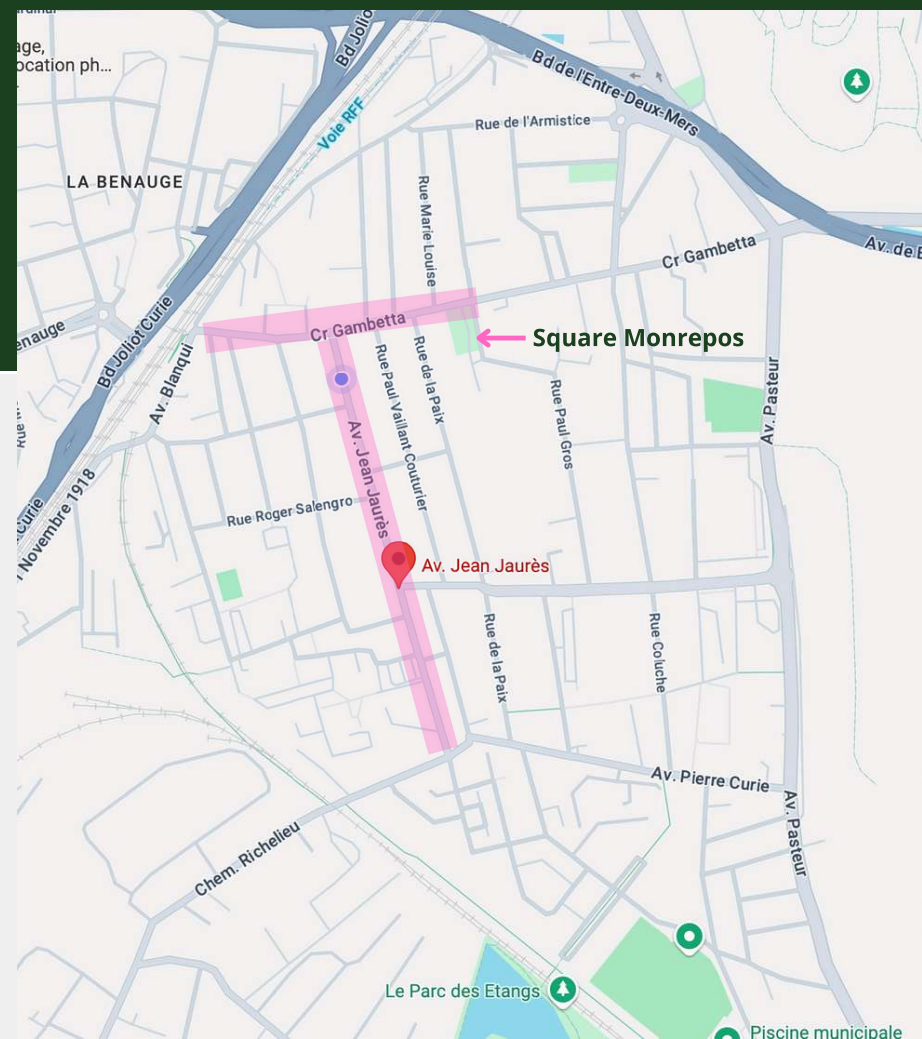 age,
ocation ph...
Bd Jolio
Bd de l'Entre-Deux-Mers
Voie RFF
Rue de l'Armistice
LA BENAUGE
Rue Marie Louise
Cr Gambetta
Av. de B
enauge
Bd Joliot Curie
Cr Gambetta
Square Monrepos
Av. Blanqui
Rue Paul Vaillant Couturier
Rue de la Paix
Rue Paul Gros
Av. Pasteur
Av. Jean Jaurès
Curie
Novembre 1918
Rue Roger Salengro
Av. Jean Jaurès
Rue de la Paix
Rue Coluche
Av. Pierre Curie
Av. Pasteur
Chem. Richelieu
Le Parc des Etangs
Piscine municipale